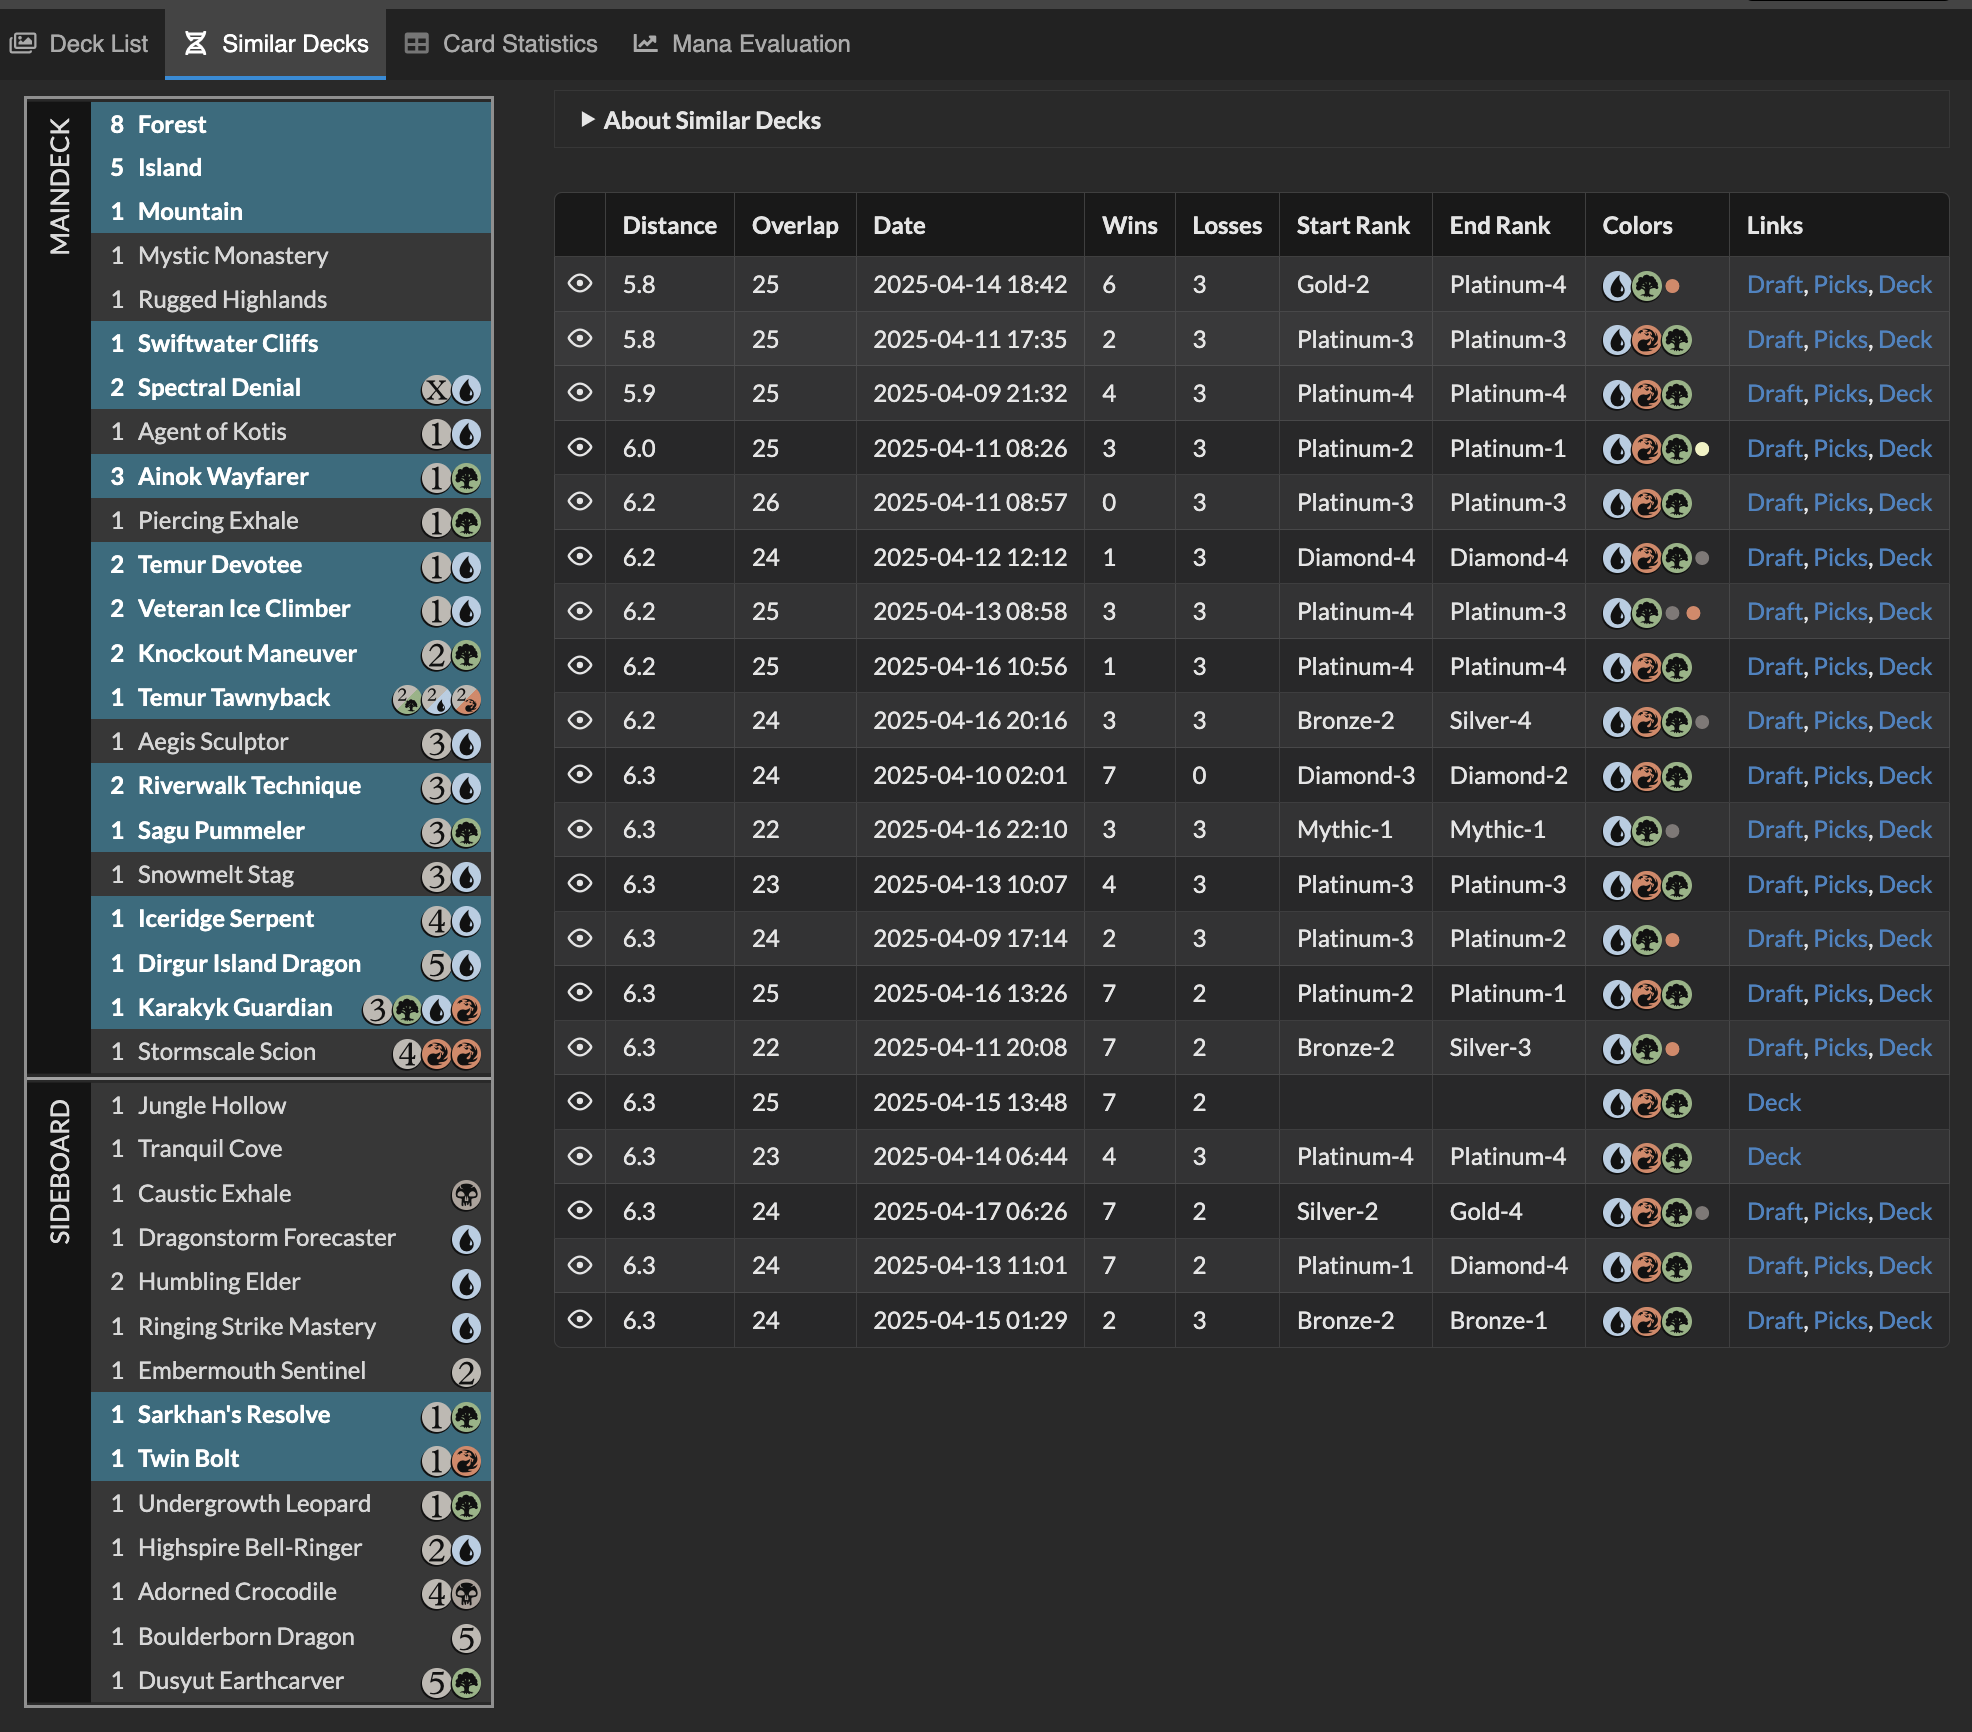 Deck List Similar Decks Card Statistics Mana Evaluation
MAINDECK
8 Forest
5 Island
1 Mountain
1 Mystic Monastery
1 Rugged Highlands
1 Swiftwater Cliffs
2 Spectral Denial X
1 Agent of Kotis 1
3 Ainok Wayfarer 1
1 Piercing Exhale 1
2 Temur Devotee 1
2 Veteran Ice Climber 1
2 Knockout Maneuver 2
1 Temur Tawnyback 2 2 2
1 Aegis Sculptor 3
2 Riverwalk Technique 3
1 Sagu Pummeler 3
1 Snowmelt Stag 3
1 Iceridge Serpent 4
1 Dirgur Island Dragon 5
1 Karakyk Guardian 3
1 Stormscale Scion 4
SIDEBOARD
1 Jungle Hollow
1 Tranquil Cove
1 Caustic Exhale
1 Dragonstorm Forecaster
2 Humbling Elder
1 Ringing Strike Mastery
1 Embermouth Sentinel 2
1 Sarkhan's Resolve 1
1 Twin Bolt 1
1 Undergrowth Leopard 1
1 Highspire Bell-Ringer 2
1 Adorned Crocodile 4
1 Boulderborn Dragon 5
1 Dusyut Earthcarver 5
About Similar Decks
Distance Overlap Date Wins Losses Start Rank End Rank Colors Links
5.8 25 2025-04-14 18:42 6 3 Gold-2 Platinum-4 Draft, Picks, Deck
5.8 25 2025-04-11 17:35 2 3 Platinum-3 Platinum-3 Draft, Picks, Deck
5.9 25 2025-04-09 21:32 4 3 Platinum-4 Platinum-4 Draft, Picks, Deck
6.0 25 2025-04-11 08:26 3 3 Platinum-2 Platinum-1 Draft, Picks, Deck
6.2 26 2025-04-11 08:57 0 3 Platinum-3 Platinum-3 Draft, Picks, Deck
6.2 24 2025-04-12 12:12 1 3 Diamond-4 Diamond-4 Draft, Picks, Deck
6.2 25 2025-04-13 08:58 3 3 Platinum-4 Platinum-3 Draft, Picks, Deck
6.2 25 2025-04-16 10:56 1 3 Platinum-4 Platinum-4 Draft, Picks, Deck
6.2 24 2025-04-16 20:16 3 3 Bronze-2 Silver-4 Draft, Picks, Deck
6.3 24 2025-04-10 02:01 7 0 Diamond-3 Diamond-2 Draft, Picks, Deck
6.3 22 2025-04-16 22:10 3 3 Mythic-1 Mythic-1 Draft, Picks, Deck
6.3 23 2025-04-13 10:07 4 3 Platinum-3 Platinum-3 Draft, Picks, Deck
6.3 24 2025-04-09 17:14 2 3 Platinum-3 Platinum-2 Draft, Picks, Deck
6.3 25 2025-04-16 13:26 7 2 Platinum-2 Platinum-1 Draft, Picks, Deck
6.3 22 2025-04-11 20:08 7 2 Bronze-2 Silver-3 Draft, Picks, Deck
6.3 25 2025-04-15 13:48 7 2 Deck
6.3 23 2025-04-14 06:44 4 3 Platinum-4 Platinum-4 Deck
6.3 24 2025-04-17 06:26 7 2 Silver-2 Gold-4 Draft, Picks, Deck
6.3 24 2025-04-13 11:01 7 2 Platinum-1 Diamond-4 Draft, Picks, Deck
6.3 24 2025-04-15 01:29 2 3 Bronze-2 Bronze-1 Draft, Picks, Deck